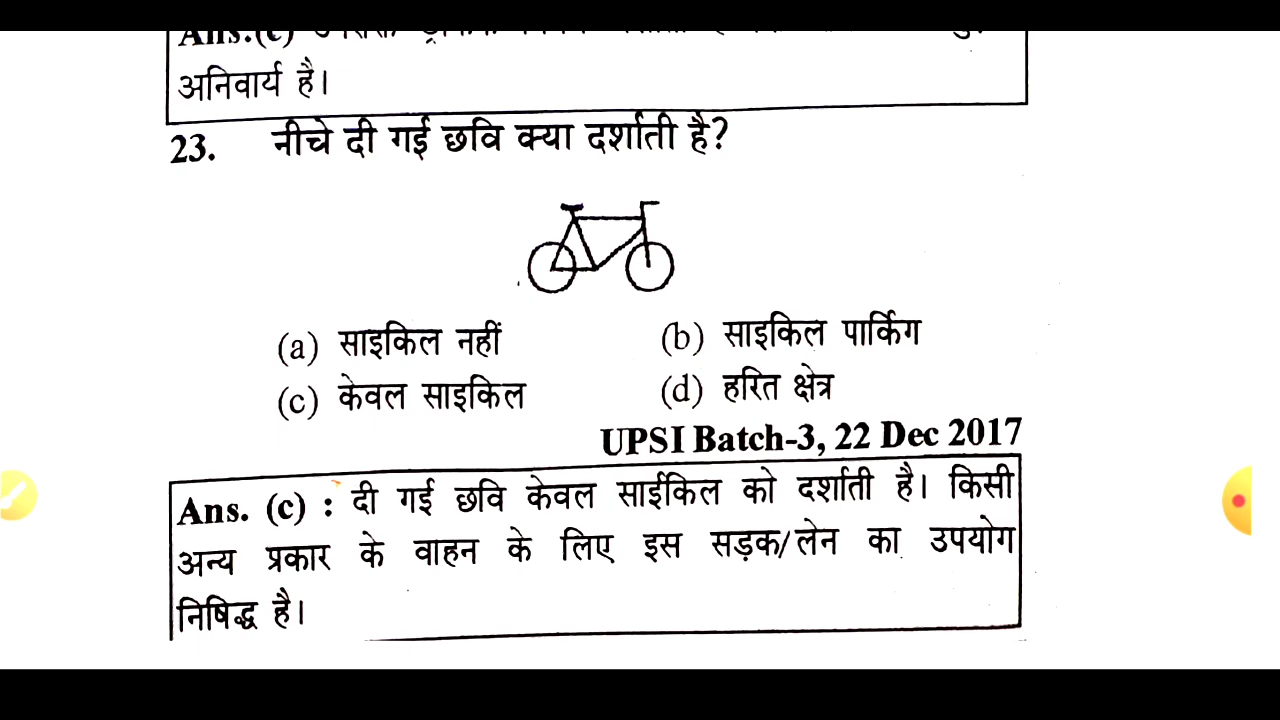 Ans.(c)
अनिवार्य है।
23. नीचे दी गई छवि क्या दर्शाती है?
(a) साइकिल नहीं (b) साइकिल पार्किंग
(c) केवल साइकिल (d) हरित क्षेत्र
UPSI Batch-3, 22 Dec 2017
Ans. (c) : दी गई छवि केवल साईकिल को दर्शाती है। किसी
अन्य प्रकार के वाहन के लिए इस सड़क/लेन का उपयोग
निषिद्ध है।